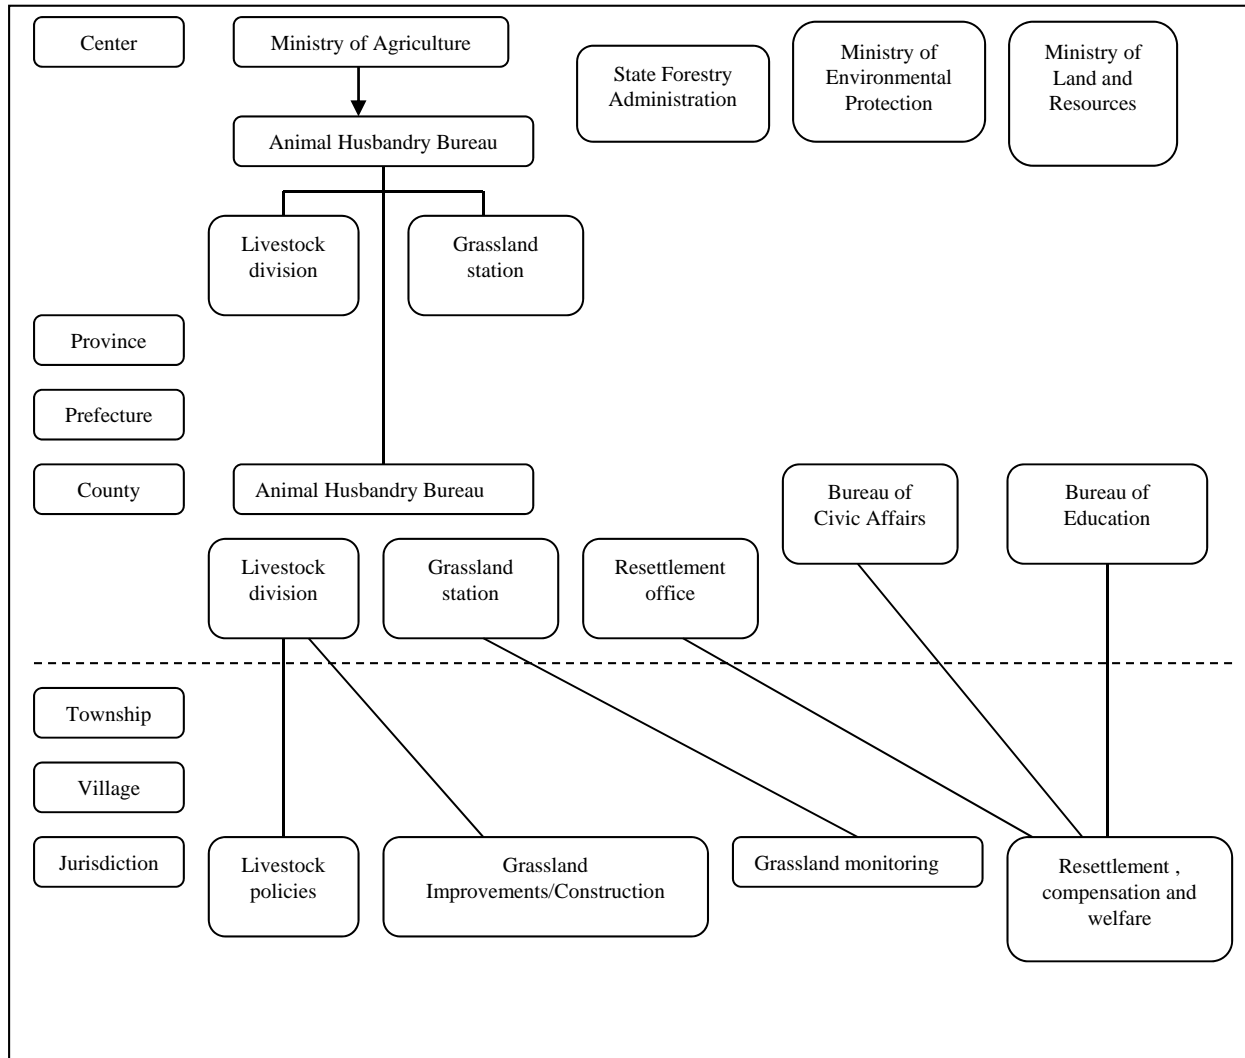 Center
Ministry of Agriculture
State Forestry
Administration
Ministry of
Environmental
Protection
Ministry of
Land and
Resources
Animal Husbandry Bureau
Livestock
division
Grassland
station
Province
Prefecture
County
Animal Husbandry Bureau
Bureau of
Civic Affairs
Bureau of
Education
Livestock
division
Grassland
station
Resettlement
office
Township
Village
Jurisdiction
Livestock
policies
Grassland
Improvements/Construction
Grassland monitoring
Resettlement ,
compensation and
welfare